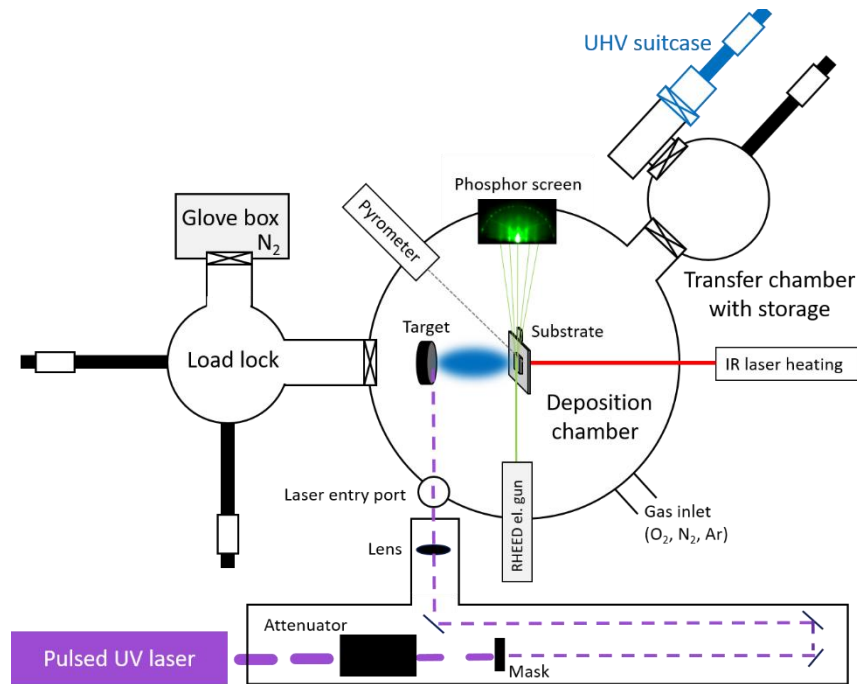 UHV suitcase
Phosphor screen
Glove box
N₂
Pyrometer
Transfer chamber
with storage
Target
Substrate
Load lock
IR laser heating
Deposition
chamber
Laser entry port
RHEED el. gun
Gas inlet
(O₂, N₂, Ar)
Lens
Attenuator
Pulsed UV laser
Mask